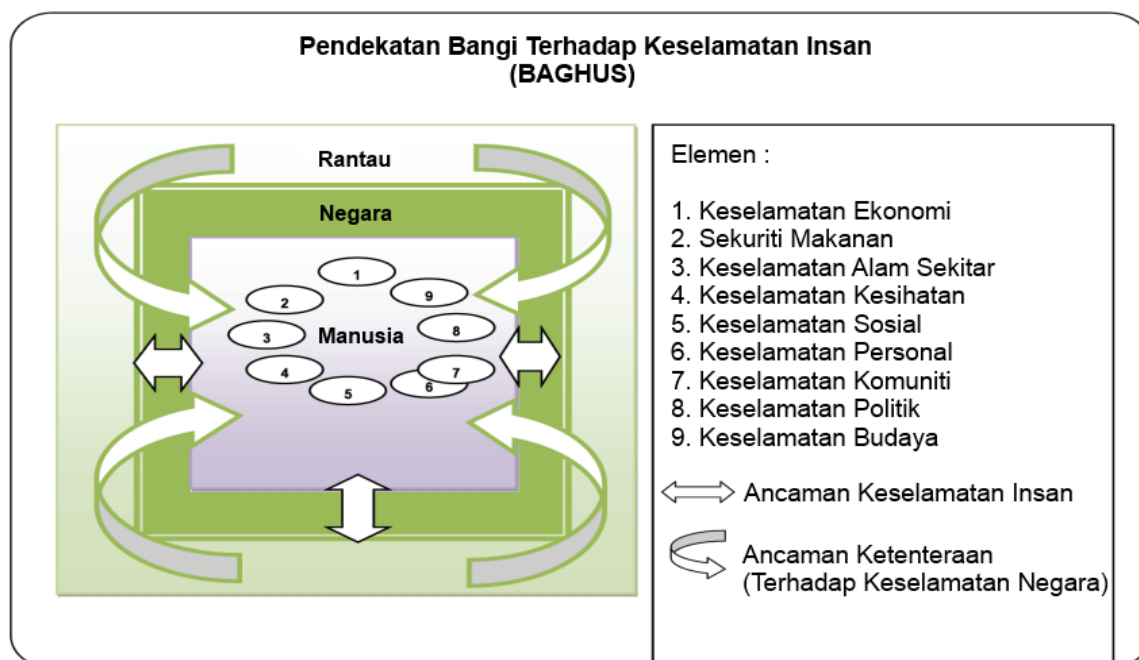 Pendekatan Bangi Terhadap Keselamatan Insan
(BAGHUS)
Rantau
Negara
1
2
9
3
Manusia
8
4
7
6
5
Elemen :
1. Keselamatan Ekonomi
2. Sekuriti Makanan
3. Keselamatan Alam Sekitar
4. Keselamatan Kesihatan
5. Keselamatan Sosial
6. Keselamatan Personal
7. Keselamatan Komuniti
8. Keselamatan Politik
9. Keselamatan Budaya
Ancaman Keselamatan Insan
Ancaman Ketenteraan
(Terhadap Keselamatan Negara)